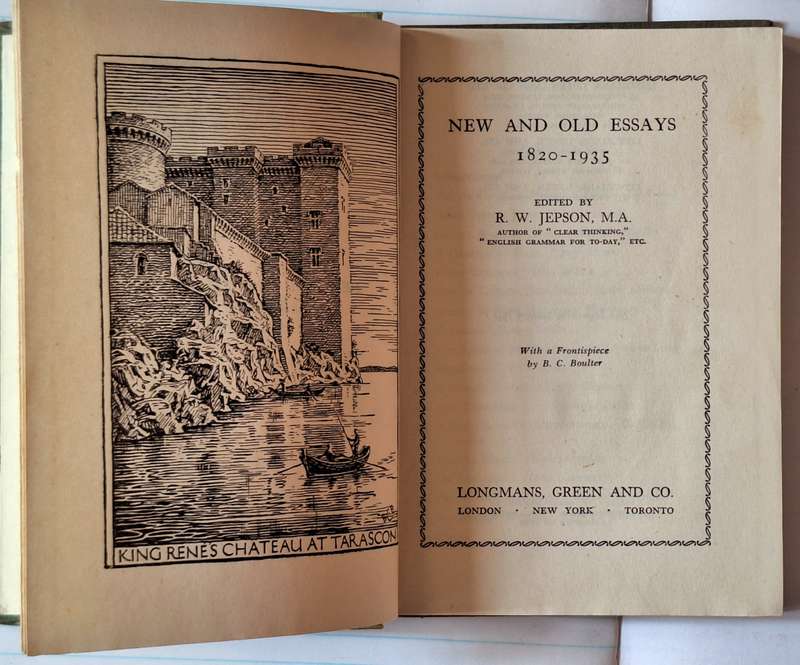 KING RENE'S CHATEAU AT TARASCON
NEW AND OLD ESSAYS
1820-1935
EDITED BY
R. W. JEPSON, M.A.
AUTHOR OF " CLEAR THINKING,"
" ENGLISH GRAMMAR FOR TO-DAY," ETC.
With a Frontispiece
by B. C. Boulter
LONGMANS, GREEN AND CO.
LONDON · NEW YORK · TORONTO